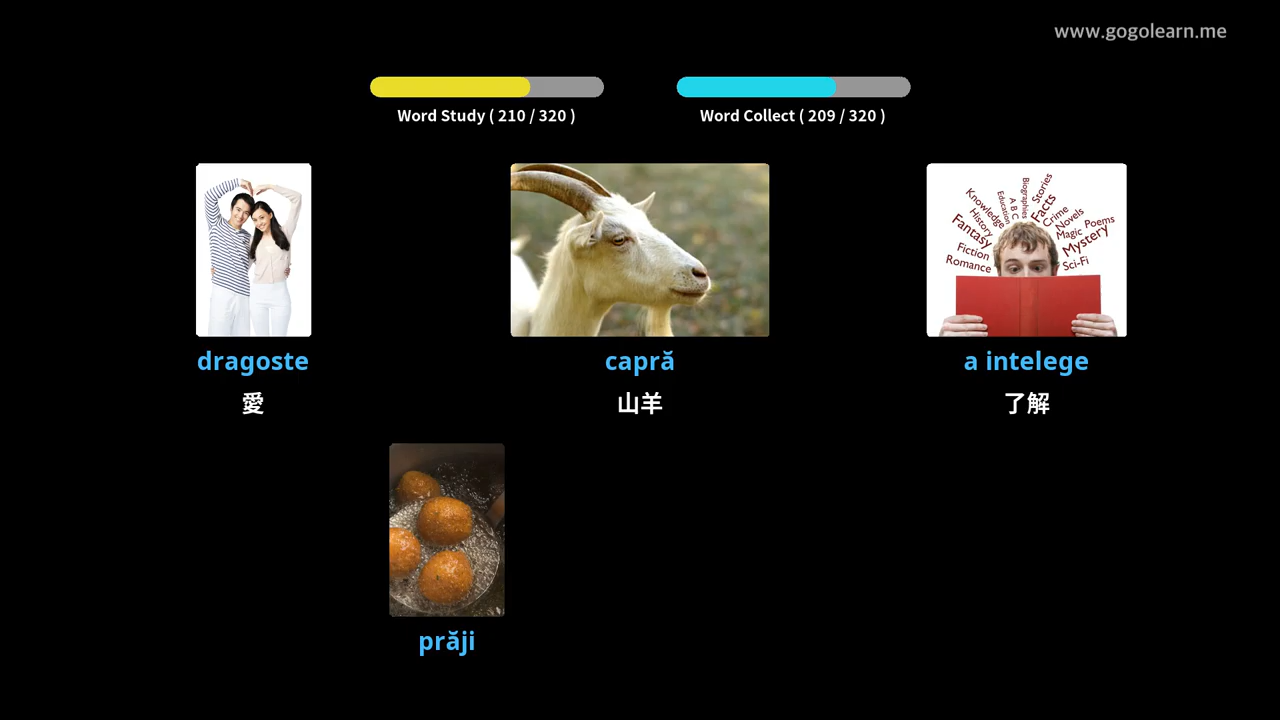 www.gogolearn.me
Word Study ( 210 / 320 )
Word Collect ( 209 / 320 )
Biographies
Stories
Education
A B C
Facts
Knowledge
Crime
History
Novels
Fantasy
Magic
Poems
Mystery
Fiction
Romance
Sci-Fi
dragoste
capră
a intelege
愛
山羊
了解
prăji